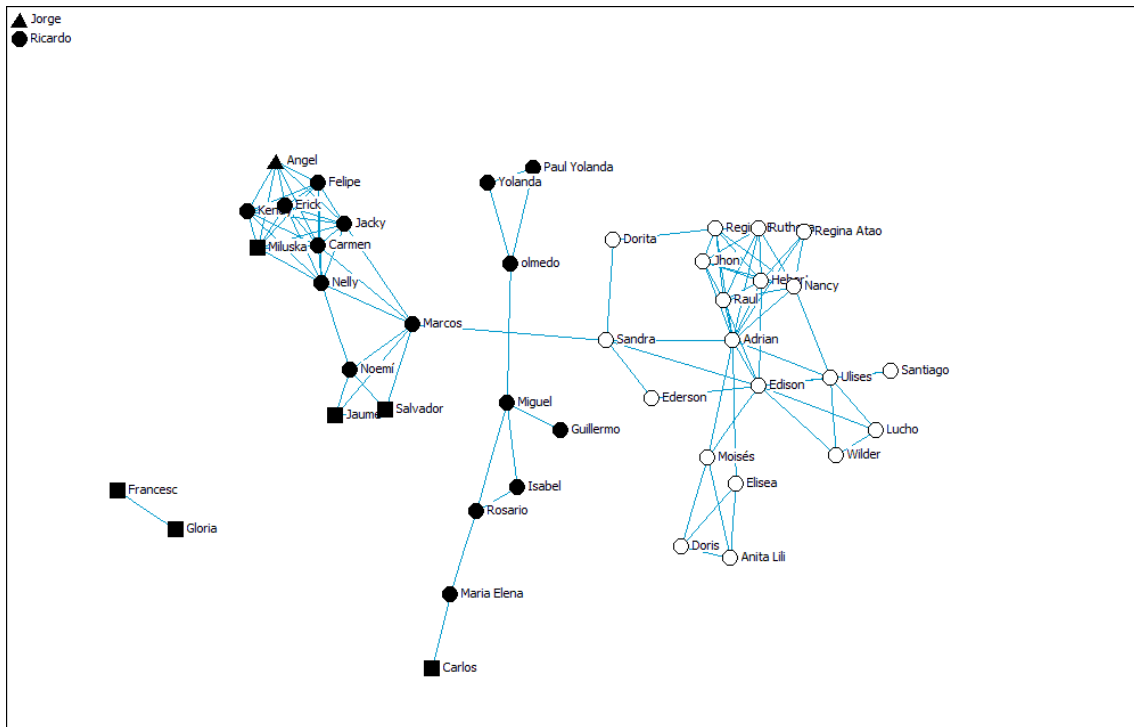 Jorge
Ricardo
Angel
Paul Yolanda
Felipe
Yolanda
Erick
Jacky
Regina Atao
Dorita
Carmen
Miluska
Jhon
olmedo
Nelly
Nancy
Raul
Marcos
Sandra
Adrian
Noemí
Santiago
Ulises
Edison
Ederson
Miguel
Salvador
Jaume
Guillermo
Lucho
Wilder
Moisés
Elisea
Isabel
Francesc
Rosario
Gloria
Doris
Anita Lili
Maria Elena
Carlos